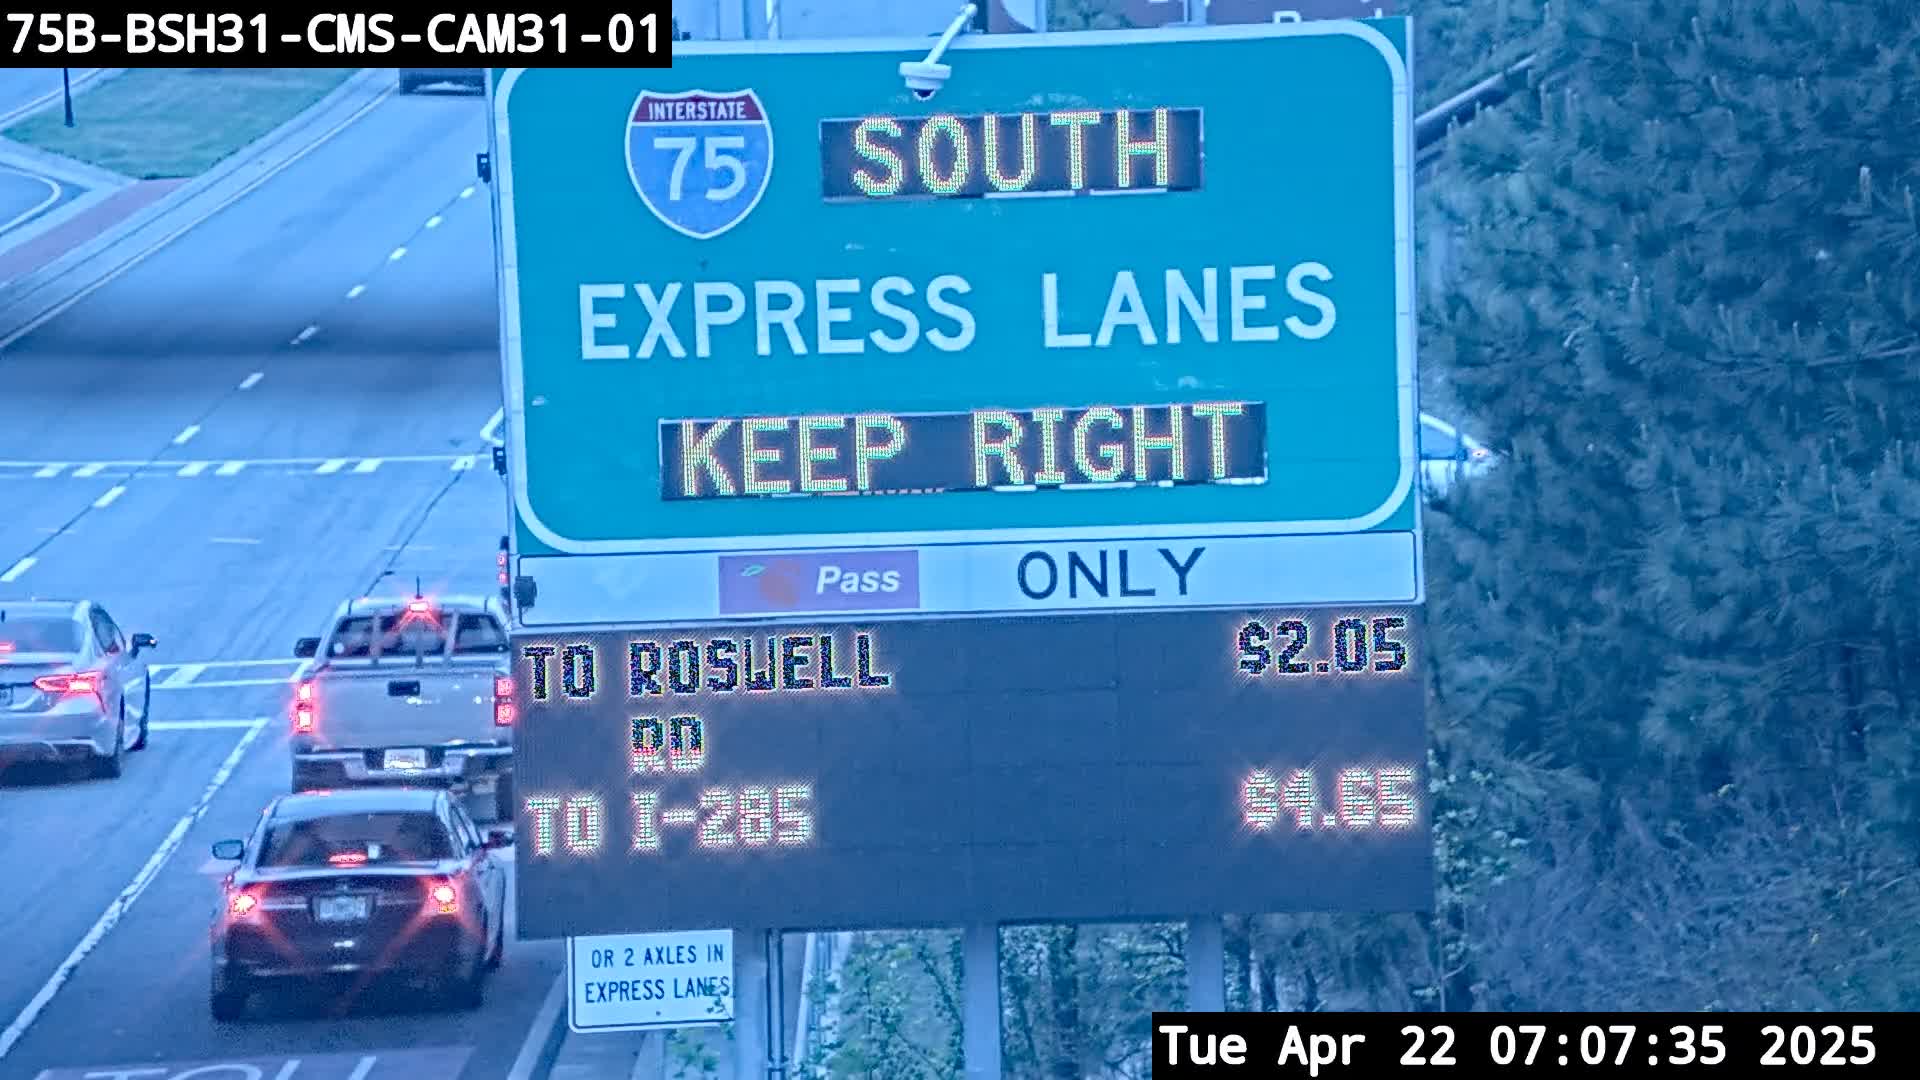 75B-BSH31-CMS-CAM31-01
INTERSTATE
75
SOUTH
EXPRESS LANES
KEEP RIGHT
Pass ONLY
TO ROSWELL $2.05
RD
TO I-285 $4.65
OR 2 AXLES IN
EXPRESS LANES
Tue Apr 22 07:07:35 2025